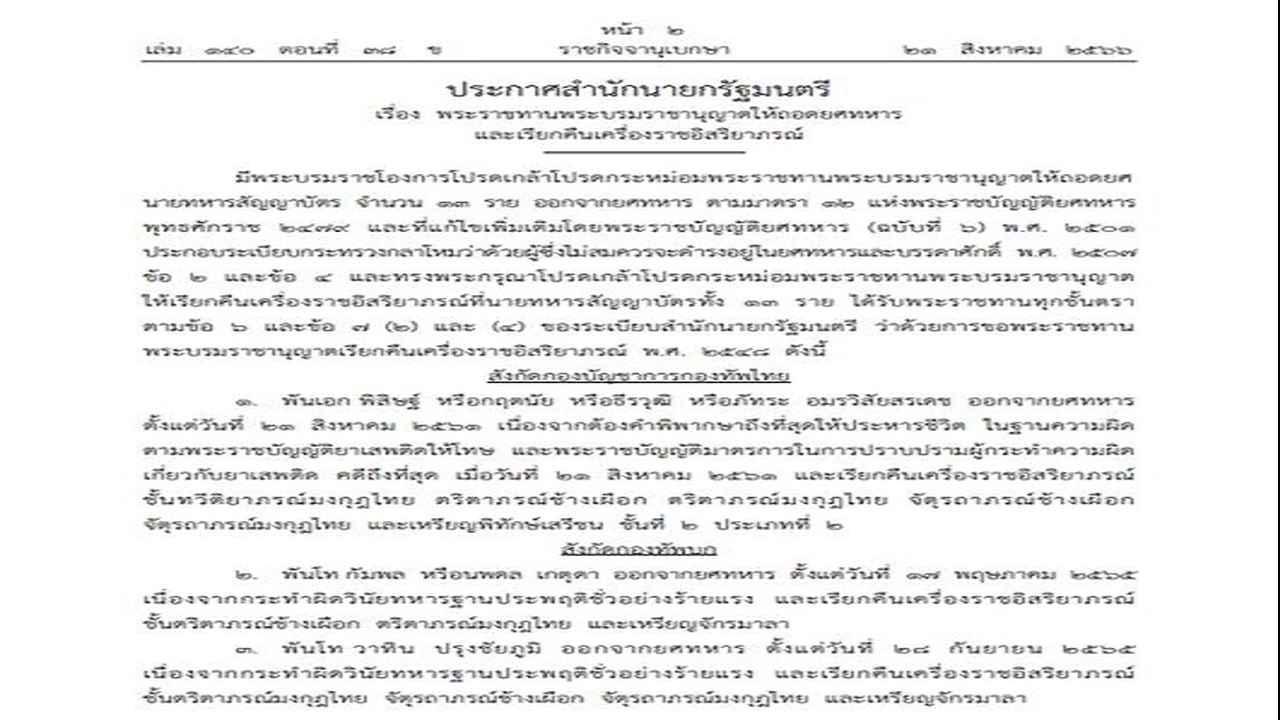 หน้า ๒
เล่ม ๑๔๐ ตอนที่ ๓๘ ข ราชกิจจานุเบกษา ๒๑ สิงหาคม ๒๕๖๖
ประกาศสำนักนายกรัฐมนตรี
เรื่อง พระราชทานพระบรมราชานุญาตให้ถอดยศทหาร
และเรียกคืนเครื่องราชอิสริยาภรณ์
มีพระบรมราชโองการโปรดเกล้าโปรดกระหม่อมพระราชทานพระบรมราชานุญาตให้ถอดยศ
นายทหารสัญญาบัตร จำนวน ๑๓ ราย ออกจากยศทหาร ตามมาตรา ๑๒ แห่งพระราชบัญญัติยศทหาร
พุทธศักราช ๒๔๗๙ และที่แก้ไขเพิ่มเติมโดยพระราชบัญญัติยศทหาร (ฉบับที่ ๖) พ.ศ. ๒๕๐๑
ประกอบระเบียบกระทรวงกลาโหมว่าด้วยผู้ซึ่งไม่สมควรจะดำรงอยู่ในยศทหารและบรรดาศักดิ์ พ.ศ. ๒๕๐๗
ข้อ ๒ และข้อ ๔ และทรงพระกรุณาโปรดเกล้าโปรดกระหม่อมพระราชทานพระบรมราชานุญาต
ให้เรียกคืนเครื่องราชอิสริยาภรณ์ที่นายทหารสัญญาบัตรทั้ง ๑๓ ราย ได้รับพระราชทานทุกชั้นตรา
ตามข้อ ๖ และข้อ ๗ (๒) และ (๔) ของระเบียบสำนักนายกรัฐมนตรี ว่าด้วยการขอพระราชทาน
พระบรมราชานุญาตเรียกคืนเครื่องราชอิสริยาภรณ์ พ.ศ. ๒๕๔๘ ดังนี้
สังกัดกองบัญชาการกองทัพไทย
๑. พันเอก พิสิษฐ์ หรือกฤตนัย หรือธีรวุฒิ หรือภัทระ อมรวิสัยสรเดช ออกจากยศทหาร
ตั้งแต่วันที่ ๒๑ สิงหาคม ๒๕๖๑ เนื่องจากต้องคำพิพากษาถึงที่สุดให้ประหารชีวิต ในฐานความผิด
ตามพระราชบัญญัติยาเสพติดให้โทษ และพระราชบัญญัติมาตรการในการปราบปรามผู้กระทำความผิด
เกี่ยวกับยาเสพติด คดีถึงที่สุด เมื่อวันที่ ๒๑ สิงหาคม ๒๕๖๑ และเรียกคืนเครื่องราชอิสริยาภรณ์
ชั้นทวีติยาภรณ์มงกุฎไทย ตริตาภรณ์ช้างเผือก ตริตาภรณ์มงกุฎไทย จัตุรถาภรณ์ช้างเผือก
จัตุรถาภรณ์มงกุฎไทย และเหรียญพิทักษ์เสรีชน ชั้นที่ ๒ ประเภทที่ ๒
สังกัดกองทัพบก
๒. พันโท กัมพล หรือนพดล เกตุดา ออกจากยศทหาร ตั้งแต่วันที่ ๑๗ พฤษภาคม ๒๕๖๕
เนื่องจากกระทำผิดวินัยทหารฐานประพฤติชั่วอย่างร้ายแรง และเรียกคืนเครื่องราชอิสริยาภรณ์
ชั้นตริตาภรณ์ช้างเผือก ตริตาภรณ์มงกุฎไทย และเหรียญจักรมาลา
๓. พันโท วาทิน ปรุงชัยภูมิ ออกจากยศทหาร ตั้งแต่วันที่ ๒๘ กันยายน ๒๕๖๕
เนื่องจากกระทำผิดวินัยทหารฐานประพฤติชั่วอย่างร้ายแรง และเรียกคืนเครื่องราชอิสริยาภรณ์
ชั้นตริตาภรณ์มงกุฎไทย จัตุรถาภรณ์ช้างเผือก จัตุรถาภรณ์มงกุฎไทย และเหรียญจักรมาลา